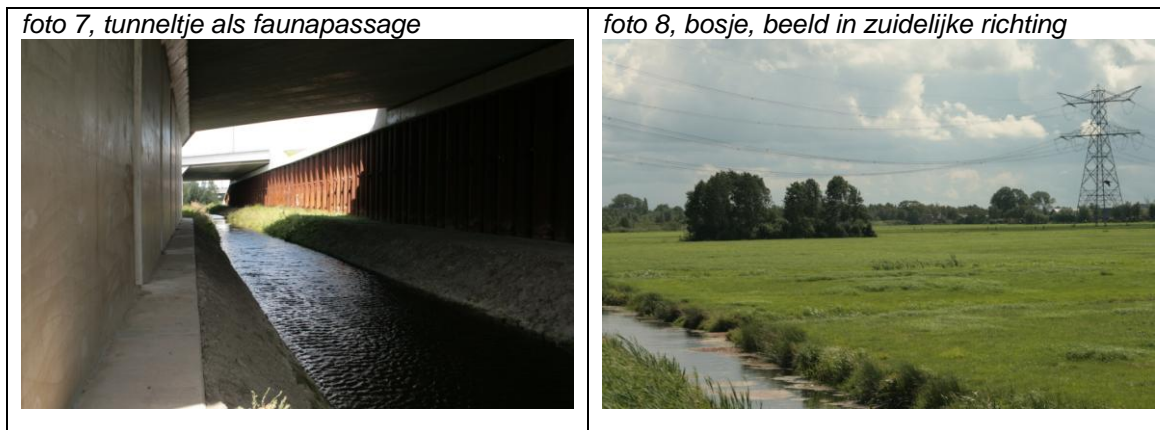 foto 7, tunneltje als faunapassage
foto 8, bosje, beeld in zuidelijke richting